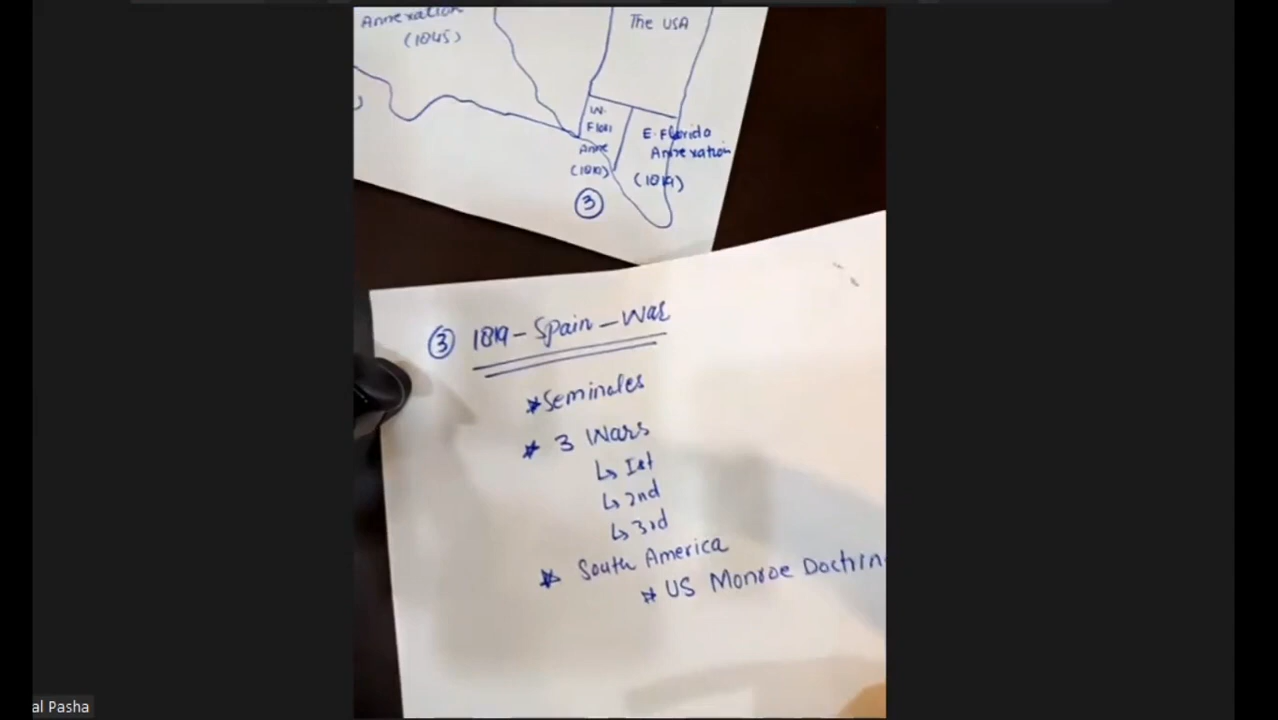 Annexation
(1845)
The USA
W.
Flori
Anne
(1810)
E. Florida
Annexation
(1819)
3
3 1819 - Spain - War
* Seminoles
* 3 Wars
↳ Ist
↳ 2nd
↳ 3rd
* South America
* US Monroe Doctrin
al Pasha